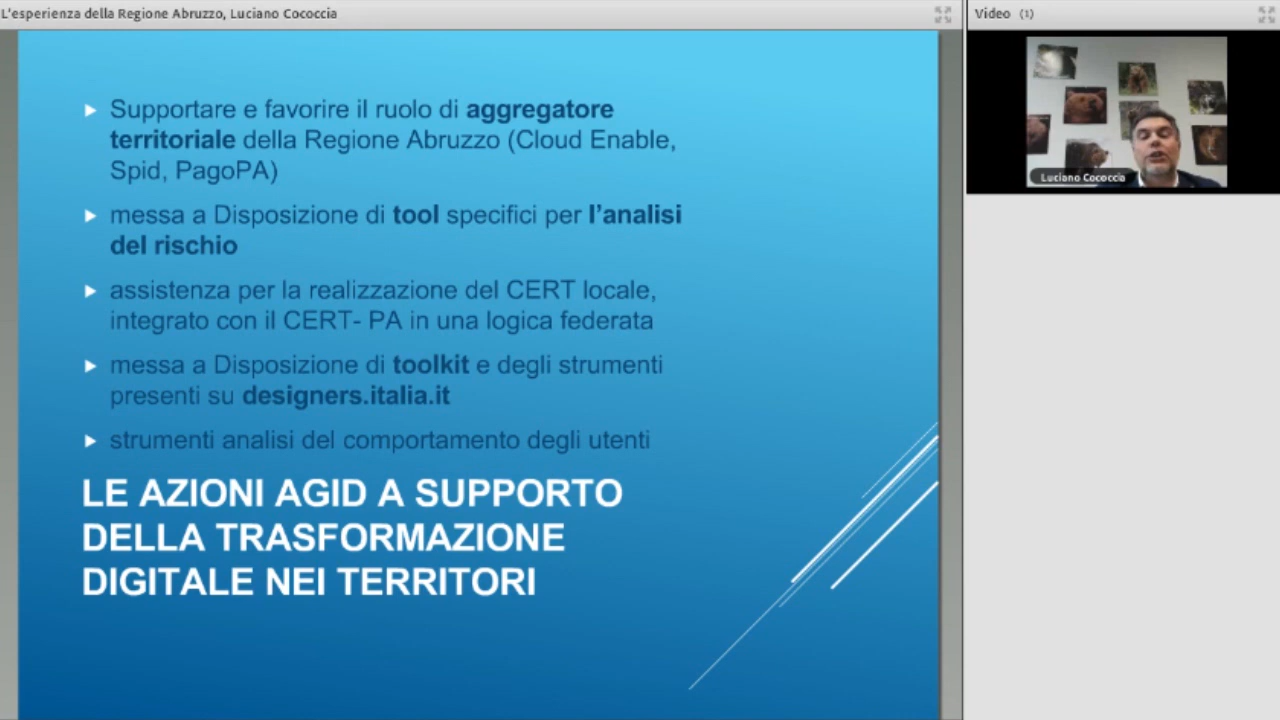 L'esperienza della Regione Abruzzo, Luciano Cococcia
Video (1)
Supportare e favorire il ruolo di aggregatore
territoriale della Regione Abruzzo (Cloud Enable,
Spid, PagoPA)
messa a Disposizione di tool specifici per l’analisi
del rischio
assistenza per la realizzazione del CERT locale,
integrato con il CERT- PA in una logica federata
messa a Disposizione di toolkit e degli strumenti
presenti su designers.italia.it
strumenti analisi del comportamento degli utenti
LE AZIONI AGID A SUPPORTO
DELLA TRASFORMAZIONE
DIGITALE NEI TERRITORI
Luciano Cococcia